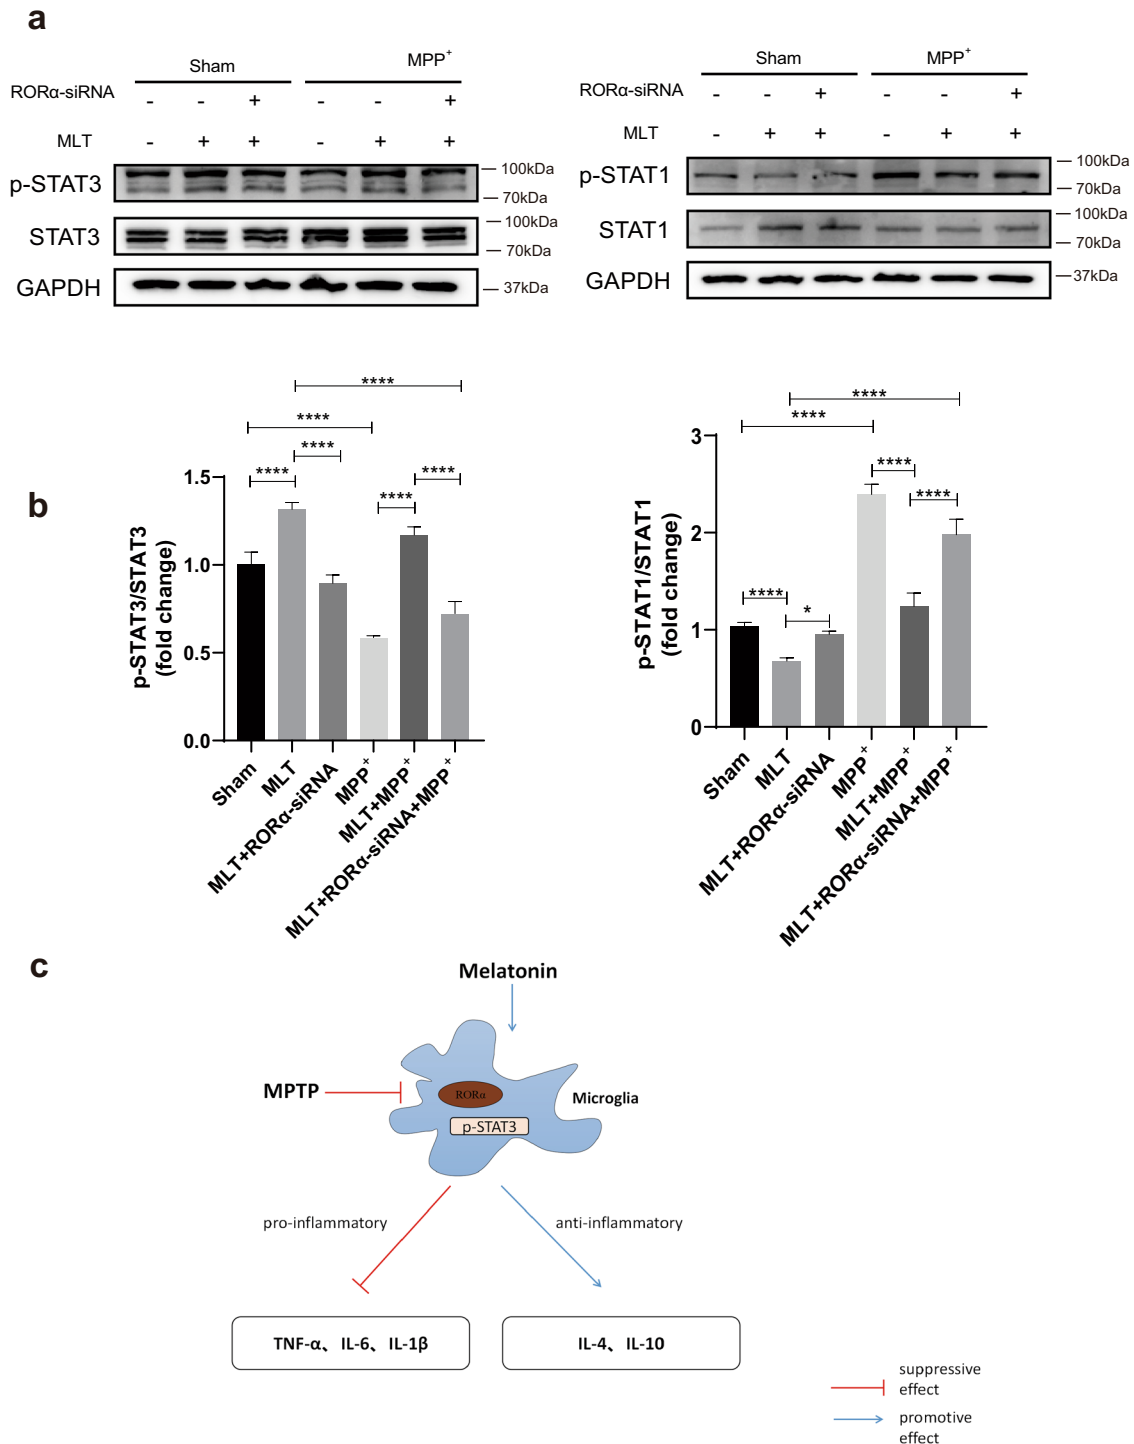 a
Sham MPP+
RORα-siRNA - - + - - +
MLT - + + - + +
p-STAT3 100kDa
70kDa
STAT3 100kDa
70kDa
GAPDH 37kDa
Sham MPP+
RORα-siRNA - - + - - +
MLT - + + - + +
p-STAT1 100kDa
70kDa
STAT1 100kDa
70kDa
GAPDH 37kDa
b
p-STAT3/STAT3
(fold change)
1.5
1.0
0.5
0.0
****
****
****
****
****
****
Sham
MLT
MLT+RORα-siRNA
MPP+
MLT+MPP+
MLT+RORα-siRNA+MPP+
p-STAT1/STAT1
(fold change)
3
2
1
0
****
****
****
****
****
*
Sham
MLT
MLT+RORα-siRNA
MPP+
MLT+MPP+
MLT+RORα-siRNA+MPP+
c
Melatonin
MPTP
RORα
Microglia
p-STAT3
pro-inflammatory
anti-inflammatory
TNF-α、IL-6、IL-1β
IL-4、IL-10
suppressive
effect
promotive
effect